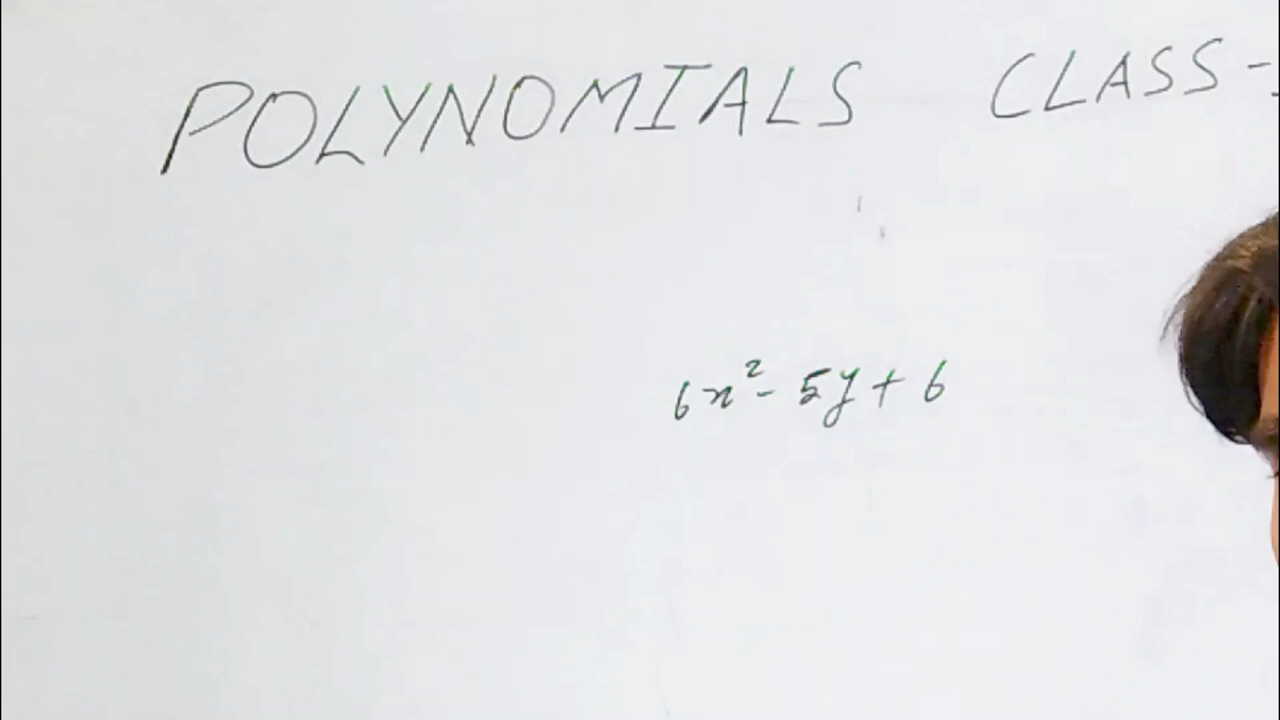 POLYNOMIALS CLASS-
6x² - 5y + 6